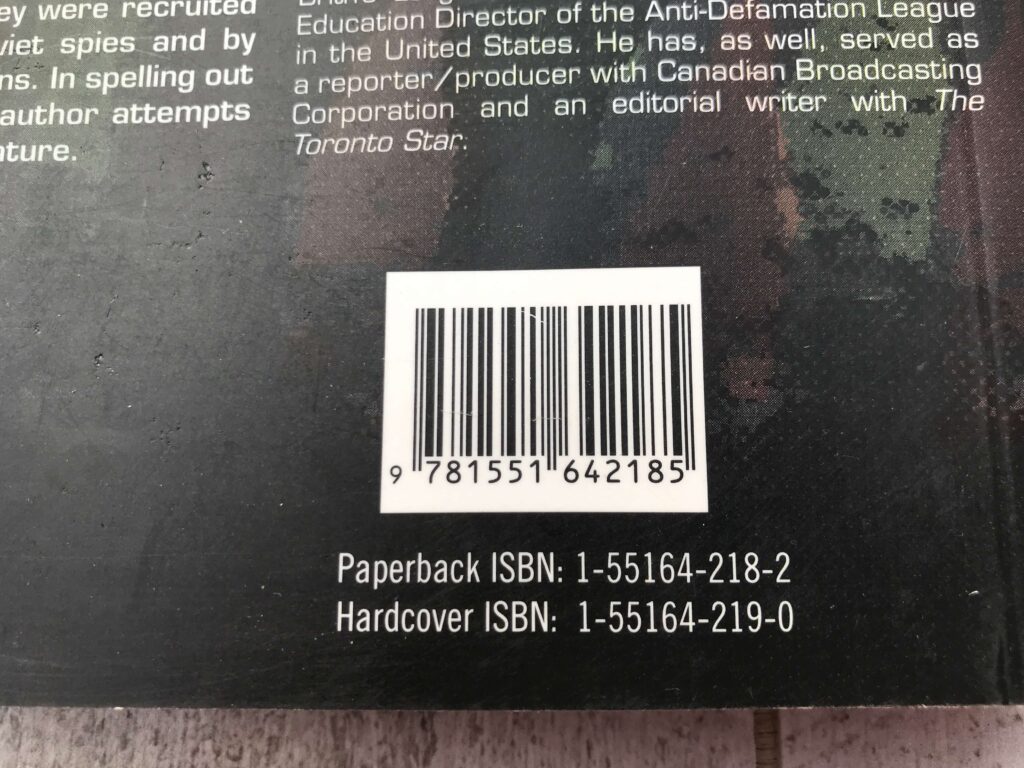 ey were recruited
viet spies and by
ns. In spelling out
author attempts
ature.
Education Director of the Anti-Defamation League
in the United States. He has, as well, served as
a reporter/producer with Canadian Broadcasting
Corporation and an editorial writer with The
Toronto Star.
9 781551 642185
Paperback ISBN: 1-55164-218-2
Hardcover ISBN: 1-55164-219-0